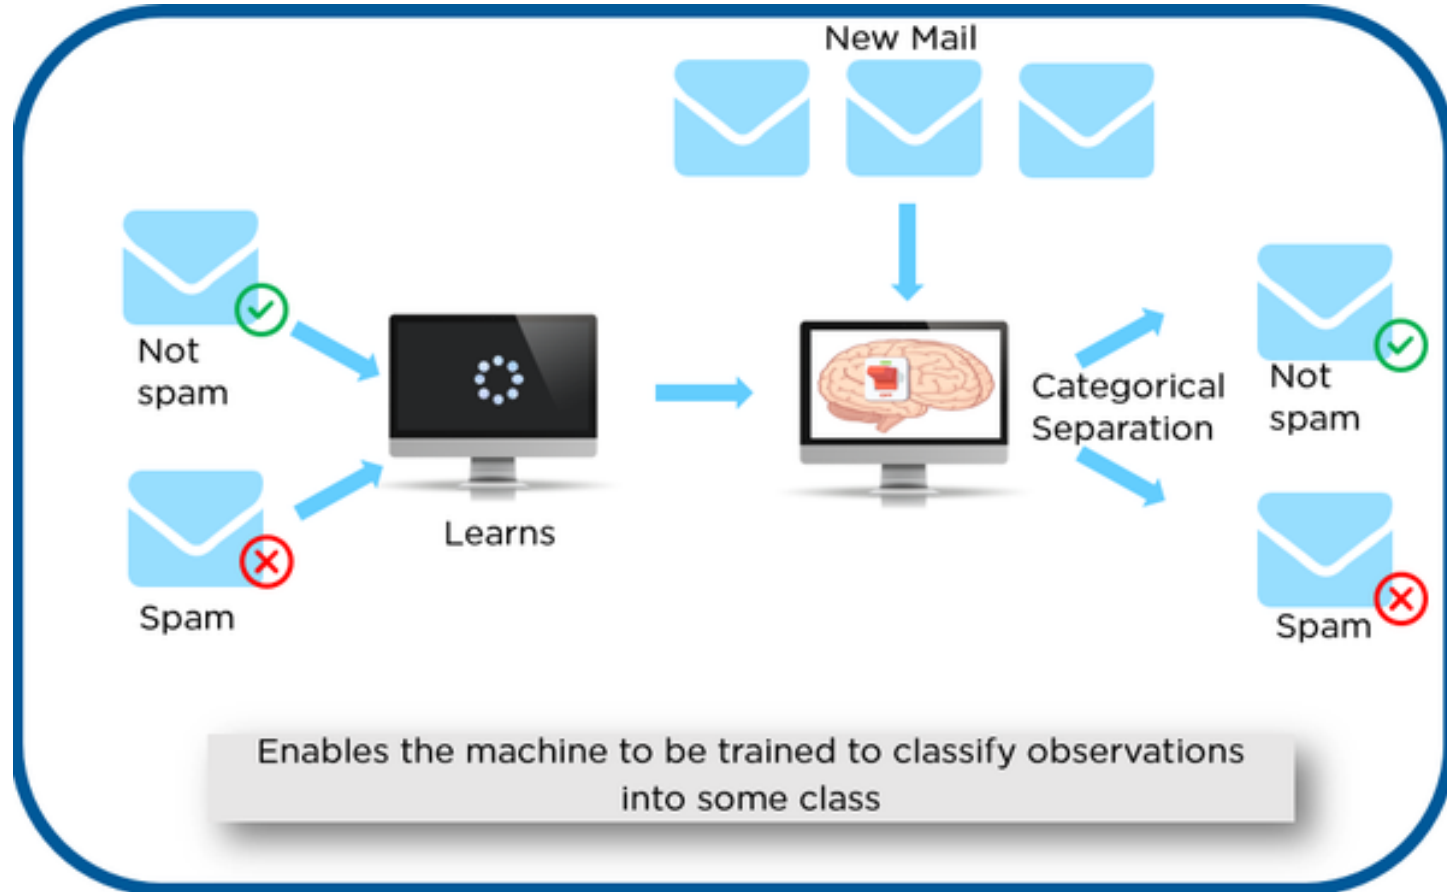 New Mail
Not
spam
Spam
Learns
Categorical
Separation
Not
spam
Spam
Enables the machine to be trained to classify observations
into some class